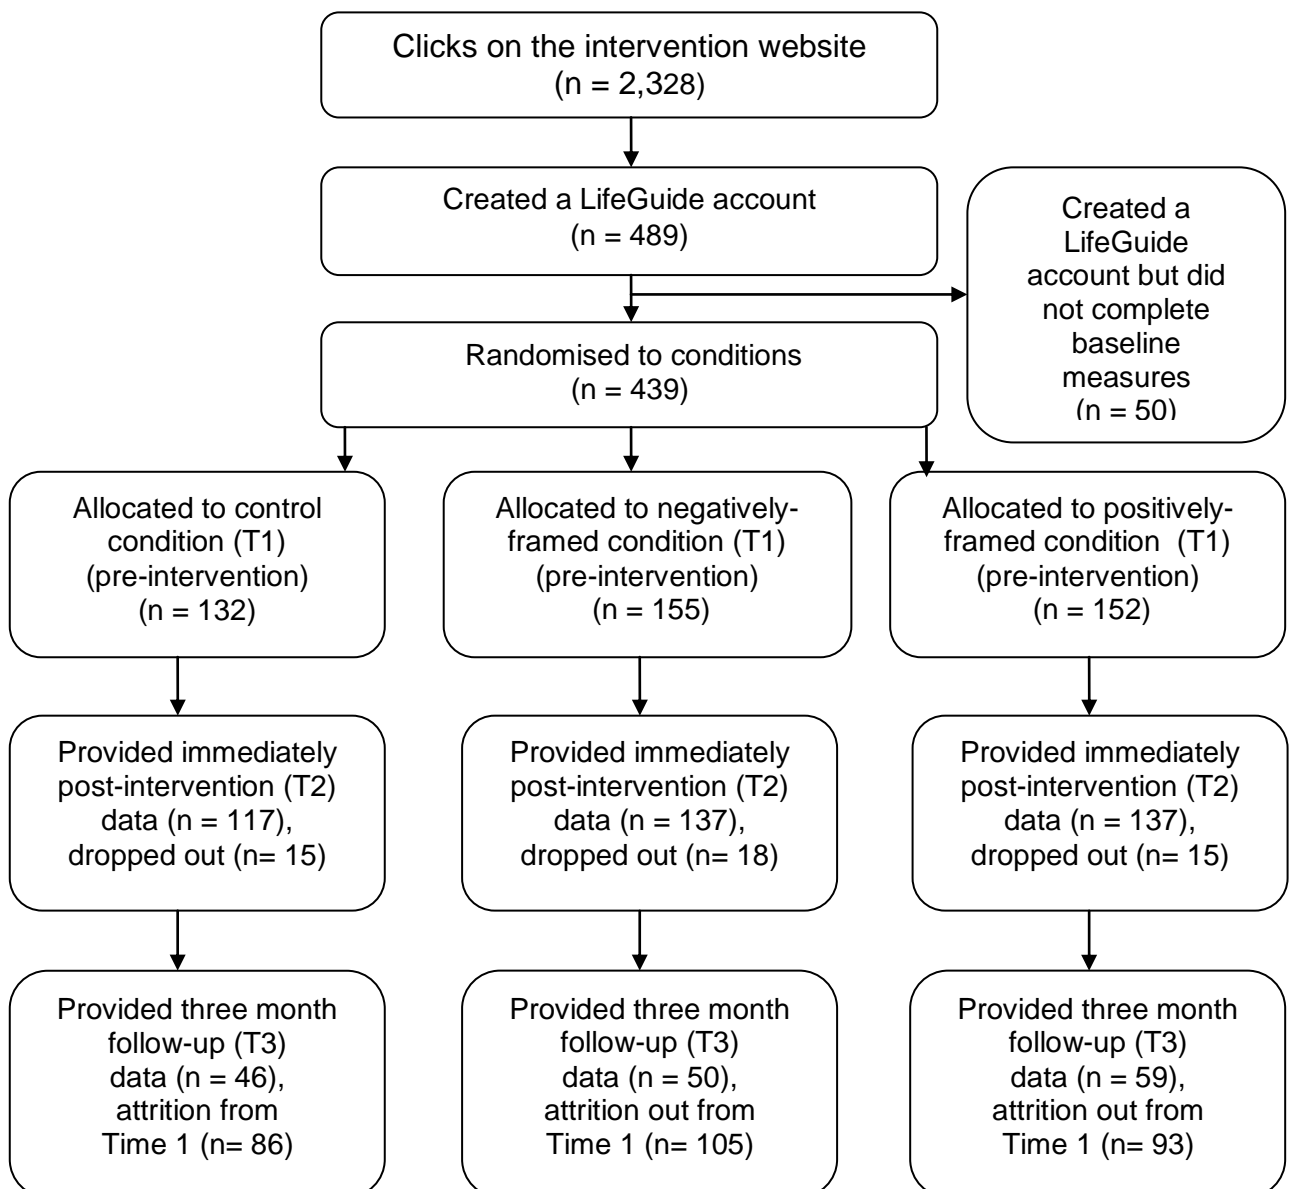 Clicks on the intervention website
(n = 2,328)
Created a LifeGuide account
(n = 489)
Created a
LifeGuide
account but did
not complete
baseline
measures
(n = 50)
Randomised to conditions
(n = 439)
Allocated to control
condition (T1)
(pre-intervention)
(n = 132)
Allocated to negatively-
framed condition (T1)
(pre-intervention)
(n = 155)
Allocated to positively-
framed condition  (T1)
(pre-intervention)
(n = 152)
Provided immediately
post-intervention (T2)
data (n = 117),
dropped out (n= 15)
Provided immediately
post-intervention (T2)
data (n = 137),
dropped out (n= 18)
Provided immediately
post-intervention (T2)
data (n = 137),
dropped out (n= 15)
Provided three month
follow-up (T3)
data (n = 46),
attrition from
Time 1 (n= 86)
Provided three month
follow-up (T3)
data (n = 50),
attrition out from
Time 1 (n= 105)
Provided three month
follow-up (T3)
data (n = 59),
attrition out from
Time 1 (n= 93)